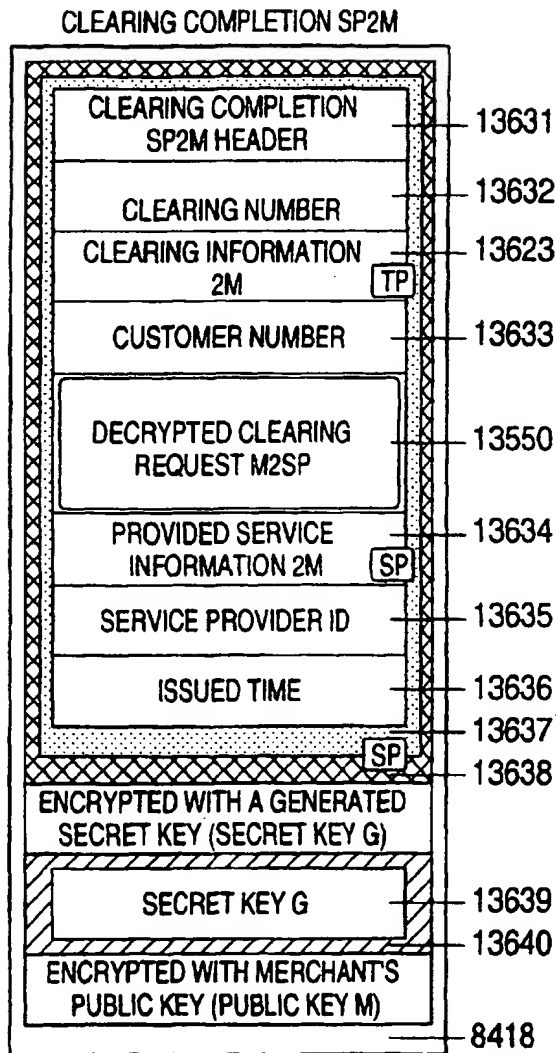 CLEARING COMPLETION SP2M
CLEARING COMPLETION
SP2M HEADER
13631
CLEARING NUMBER
13632
CLEARING INFORMATION
2M
TP
13623
CUSTOMER NUMBER
13633
DECRYPTED CLEARING
REQUEST M2SP
13550
PROVIDED SERVICE
INFORMATION 2M
SP
13634
SERVICE PROVIDER ID
13635
ISSUED TIME
13636
13637
SP
13638
ENCRYPTED WITH A GENERATED
SECRET KEY (SECRET KEY G)
SECRET KEY G
13639
13640
ENCRYPTED WITH MERCHANT'S
PUBLIC KEY (PUBLIC KEY M)
8418